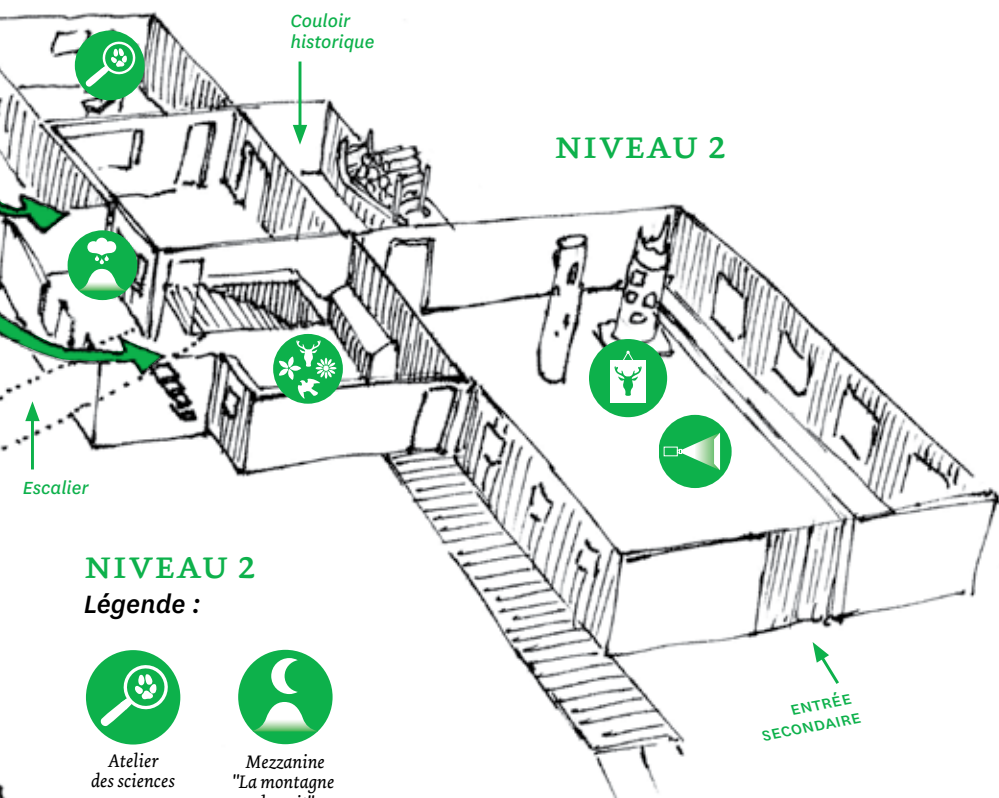 Couloir
historique
NIVEAU 2
Escalier
NIVEAU 2
Légende :
ENTRÉE
SECONDAIRE
Atelier
des sciences
Mezzanine
"La montagne